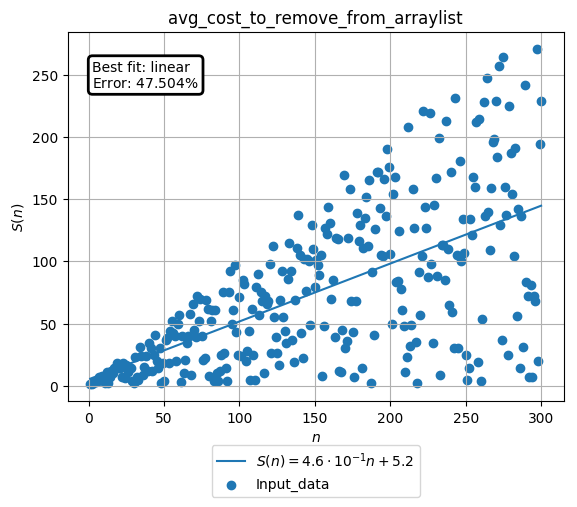 avg_cost_to_remove_from_arraylist
Best fit: linear
Error: 47.504%
250
200
150
100
50
0
S(n)
0 50 100 150 200 250 300
n
S(n) = 4.6 · 10⁻¹n + 5.2
Input_data